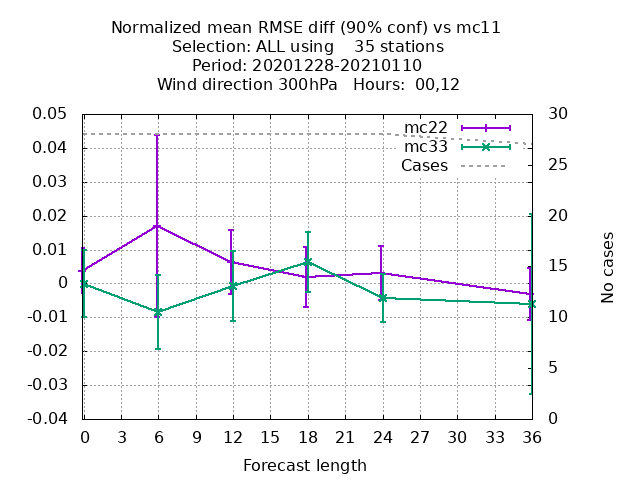 Normalized mean RMSE diff (90% conf) vs mc11
Selection: ALL using    35 stations
Period: 20201228-20210110
Wind direction 300hPa   Hours:  00,12
mc22
mc33
Cases
0.05
0.04
0.03
0.02
0.01
0
-0.01
-0.02
-0.03
-0.04
30
25
20
15
10
5
0
No cases
0 3 6 9 12 15 18 21 24 27 30 33 36
Forecast length